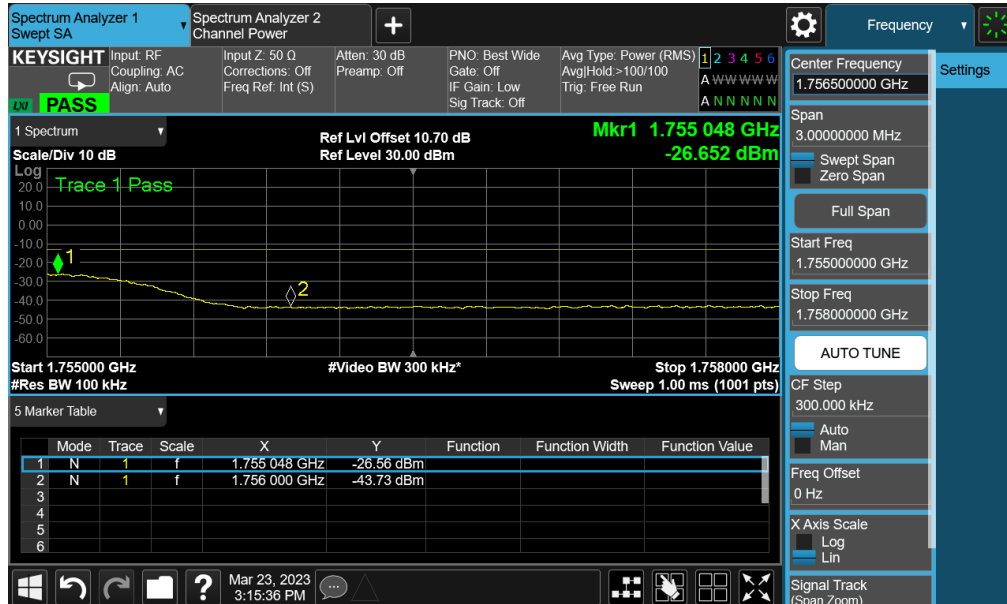 Spectrum Analyzer 1
Swept SA
Spectrum Analyzer 2
Channel Power
Frequency
KEYSIGHT
Input: RF
Coupling: AC
Align: Auto
Input Z: 50 Ω
Corrections: Off
Freq Ref: Int (S)
Atten: 30 dB
Preamp: Off
PNO: Best Wide
Gate: Off
IF Gain: Low
Sig Track: Off
Avg Type: Power (RMS)
Avg|Hold:>100/100
Trig: Free Run
1 2 3 4 5 6
A W W W W W
A N N N N N
LXI
PASS
1 Spectrum
Scale/Div 10 dB
Ref Lvl Offset 10.70 dB
Ref Level 30.00 dBm
Mkr1 1.755 048 GHz
-26.652 dBm
Log
Trace 1 Pass
20.0
10.0
0.00
-10.0
-20.0
-30.0
-40.0
-50.0
-60.0
1
2
Start 1.755000 GHz
#Res BW 100 kHz
#Video BW 300 kHz*
Stop 1.758000 GHz
Sweep 1.00 ms (1001 pts)
5 Marker Table
Mode Trace Scale X Y Function Function Width Function Value
1 N 1 f 1.755 048 GHz -26.56 dBm
2 N 1 f 1.756 000 GHz -43.73 dBm
3
4
5
6
?
Mar 23, 2023
3:15:36 PM
Center Frequency
1.756500000 GHz
Settings
Span
3.00000000 MHz
Swept Span
Zero Span
Full Span
Start Freq
1.755000000 GHz
Stop Freq
1.758000000 GHz
AUTO TUNE
CF Step
300.000 kHz
Auto
Man
Freq Offset
0 Hz
X Axis Scale
Log
Lin
Signal Track
(Span Zoom)